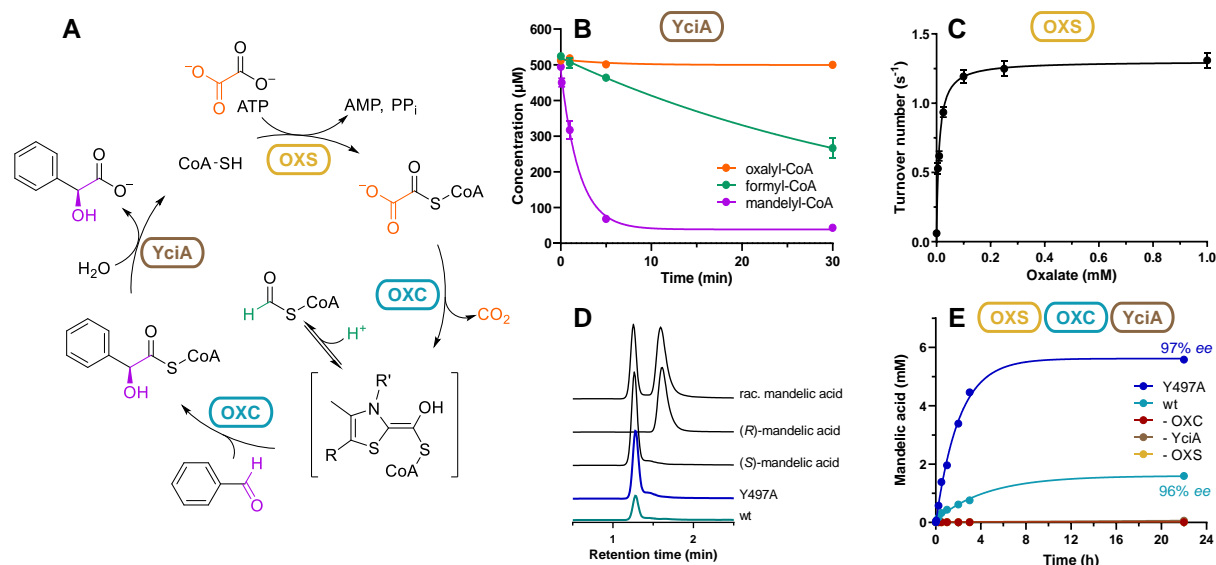 A
⁻O
O
O
O⁻
ATP
AMP, PPi
CoA-SH
OXS
O
O⁻
OH
⁻O
O
O
S
CoA
YciA
H₂O
O
H
S
CoA
H⁺
OXC
CO₂
O
S
CoA
OH
OXC
R'
N
OH
S
R
S
CoA
H
O
B
YciA
Concentration (µM)
600
500
400
300
200
100
0
0
10
20
30
Time (min)
oxalyl-CoA
formyl-CoA
mandelyl-CoA
C
OXS
Turnover number (s⁻¹)
1.5
1.0
0.5
0.0
0.0
0.2
0.4
0.6
0.8
1.0
Oxalate (mM)
D
rac. mandelic acid
(R)-mandelic acid
(S)-mandelic acid
Y497A
wt
1
2
Retention time (min)
E
OXS
OXC
YciA
Mandelic acid (mM)
6
4
2
0
0
4
8
12
16
20
24
Time (h)
97% ee
Y497A
wt
- OXC
- YciA
- OXS
96% ee